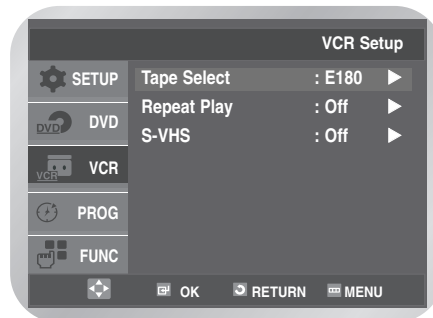 VCR Setup
SETUP
DVD DVD
VCR VCR
PROG
FUNC
Tape Select : E180
Repeat Play : Off
S-VHS : Off
OK RETURN MENU